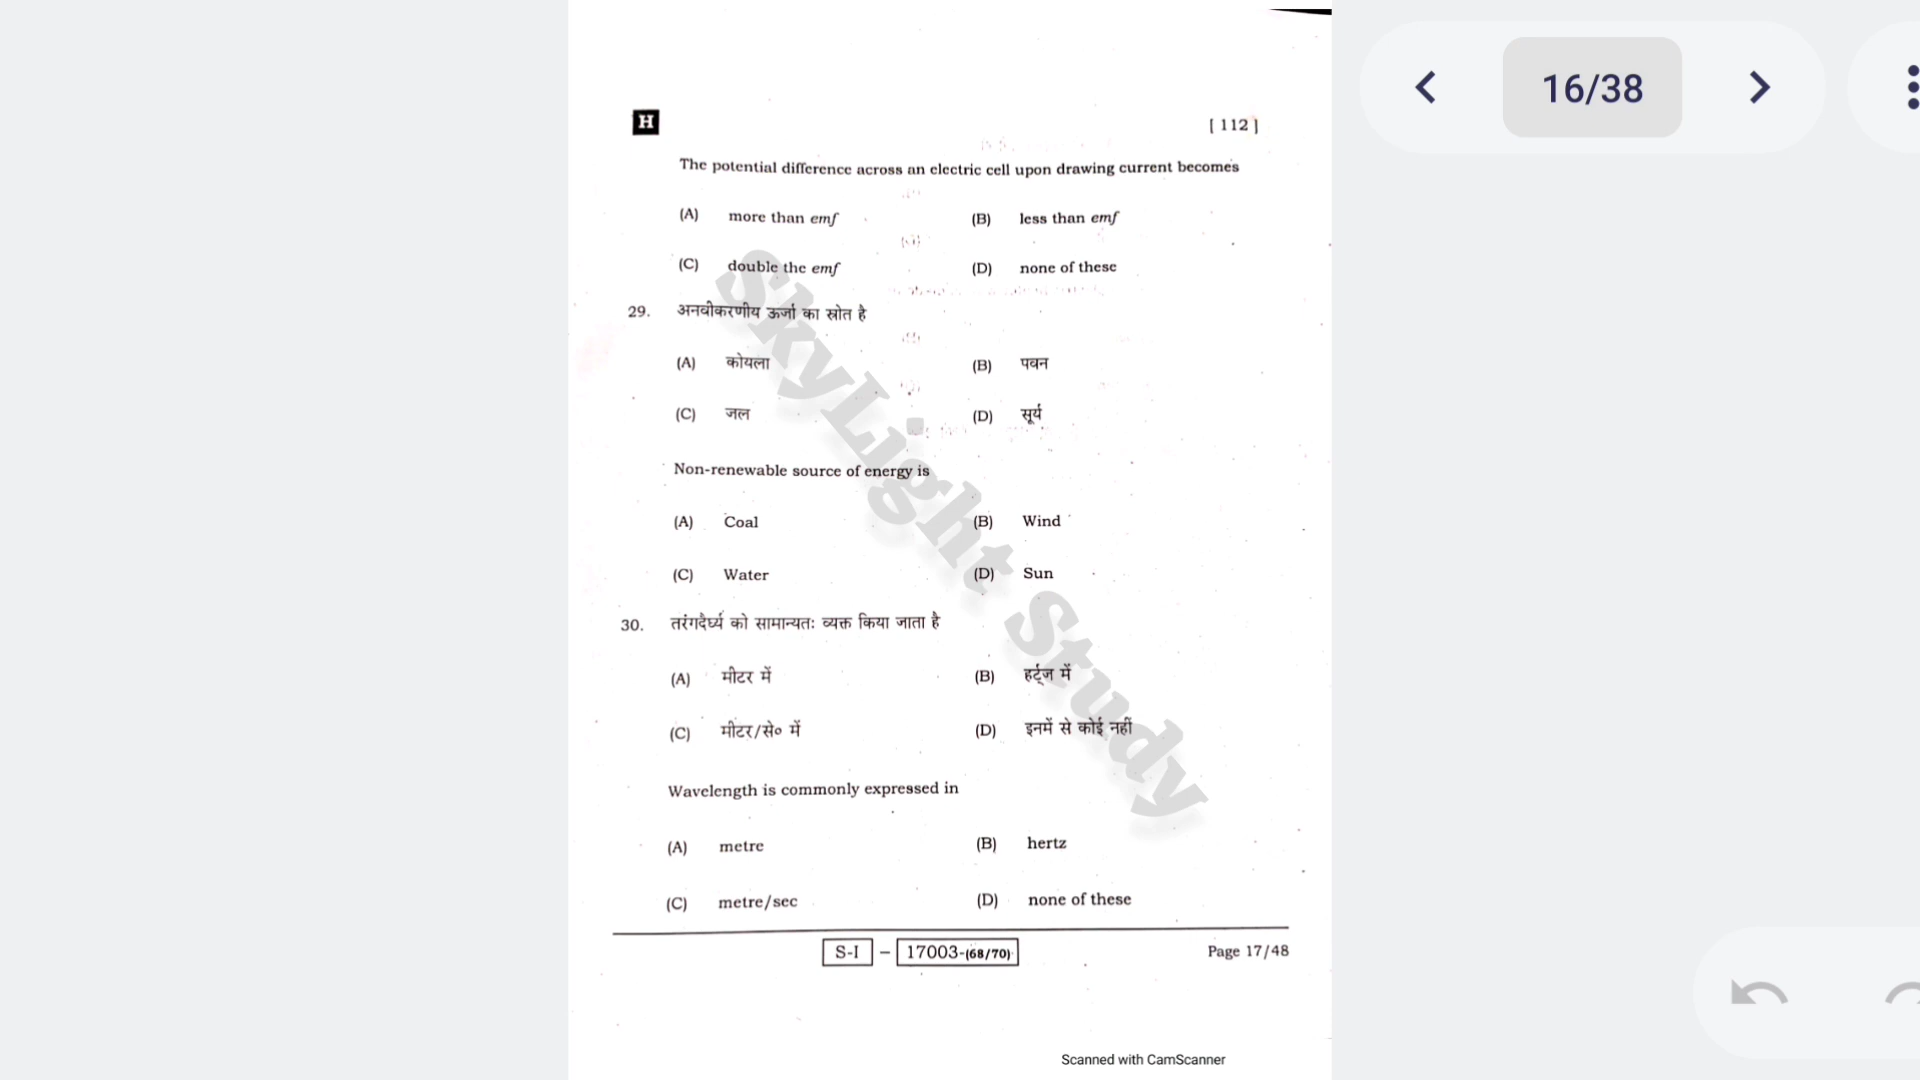 16/38
H
[ 112 ]
The potential difference across an electric cell upon drawing current becomes
(A) more than emf (B) less than emf
(C) double the emf (D) none of these
29. अनवीकरणीय ऊर्जा का स्रोत है
(A) कोयला (B) पवन
(C) जल (D) सूर्य
Non-renewable source of energy is
(A) Coal (B) Wind
(C) Water (D) Sun
30. तरंगदैर्घ्य को सामान्यतः व्यक्त किया जाता है
(A) मीटर में (B) हर्ट्ज में
(C) मीटर/से० में (D) इनमें से कोई नहीं
Wavelength is commonly expressed in
(A) metre (B) hertz
(C) metre/sec (D) none of these
S-I – 17003-(68/70) Page 17/48
Scanned with CamScanner
SkyLight Study